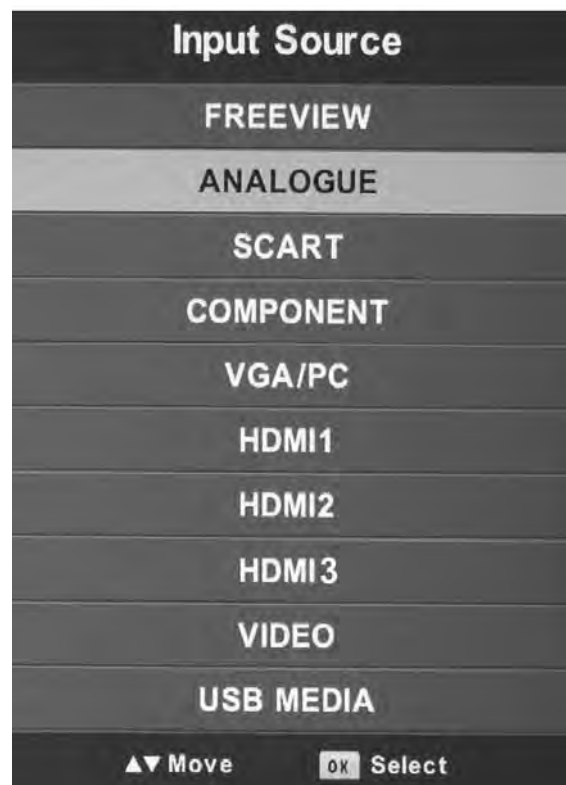 Input Source
FREEVIEW
ANALOGUE
SCART
COMPONENT
VGA/PC
HDMI1
HDMI2
HDMI3
VIDEO
USB MEDIA
▲▼ Move OK Select